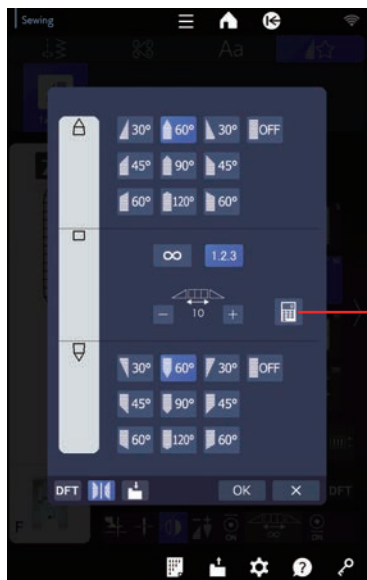 Sewing
Aa
30° 60° 30° OFF
45° 90° 45°
60° 120° 60°
∞ 1.2.3
− 10 +
30° 60° 30° OFF
45° 90° 45°
60° 120° 60°
DFT OK ×
DFT
F ON ∞ ON
?